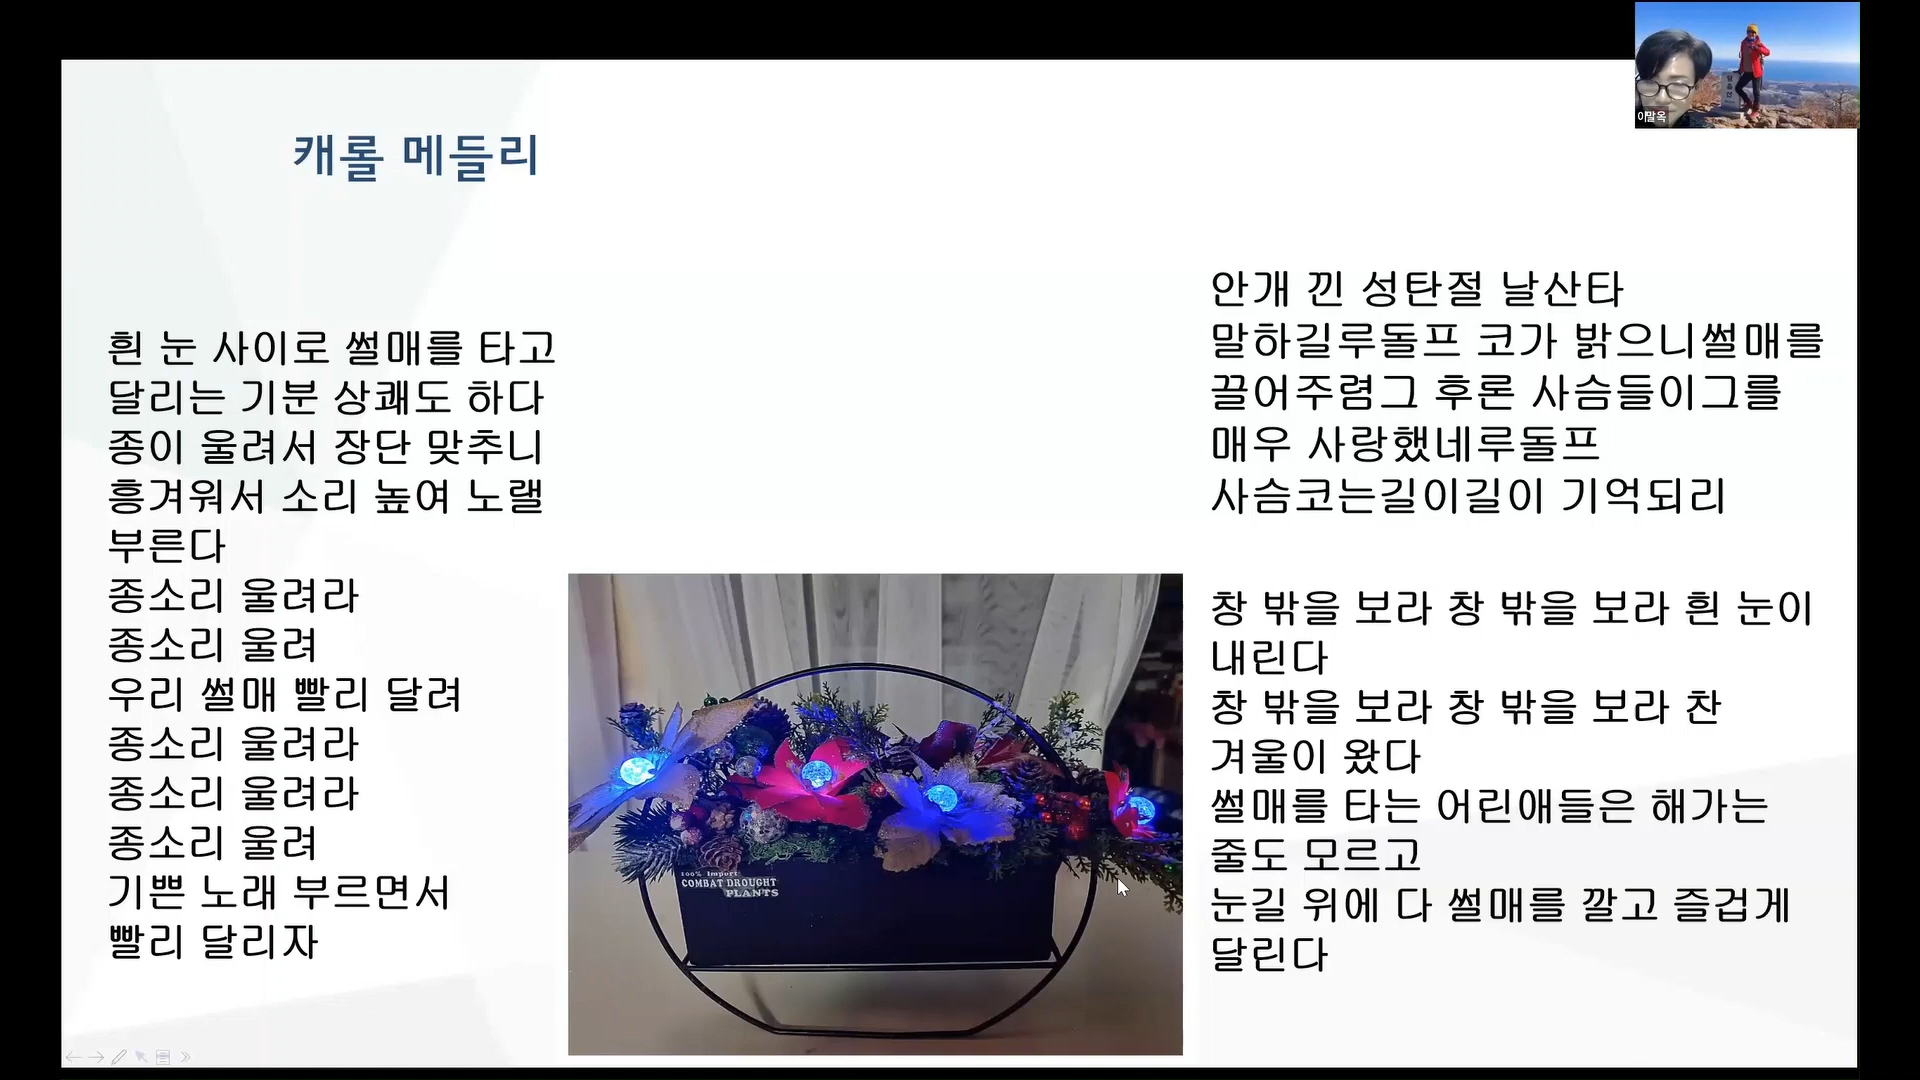 캐롤 메들리
흰 눈 사이로 썰매를 타고
달리는 기분 상쾌도 하다
종이 울려서 장단 맞추니
흥겨워서 소리 높여 노랠
부른다
종소리 울려라
종소리 울려
우리 썰매 빨리 달려
종소리 울려라
종소리 울려라
종소리 울려
기쁜 노래 부르면서
빨리 달리자
100% Import
COMBAT DROUGHT
PLANTS
안개 낀 성탄절 날산타
말하길루돌프 코가 밝으니썰매를
끌어주렴그 후론 사슴들이그를
매우 사랑했네루돌프
사슴코는길이길이 기억되리
창 밖을 보라 창 밖을 보라 흰 눈이
내린다
창 밖을 보라 창 밖을 보라 찬
겨울이 왔다
썰매를 타는 어린애들은 해가는
줄도 모르고
눈길 위에 다 썰매를 깔고 즐겁게
달린다
이말옥